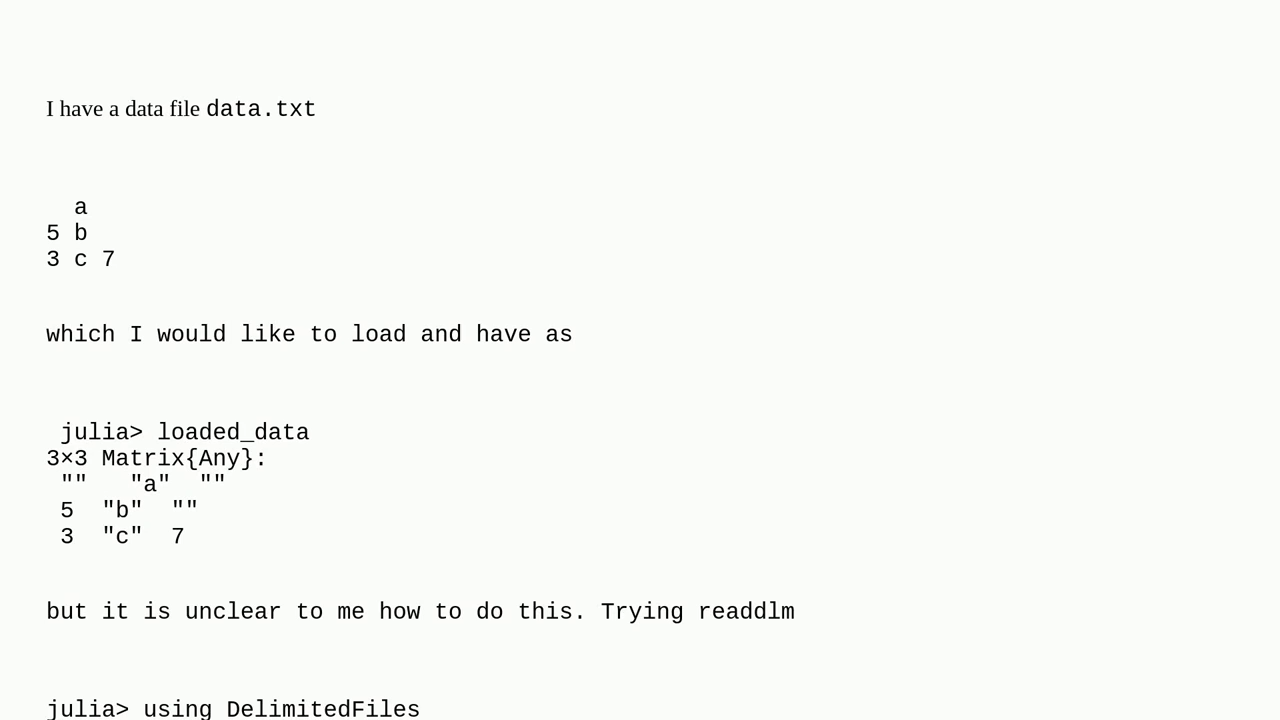 I have a data file data.txt
  a
5 b
3 c 7
which I would like to load and have as
 julia> loaded_data
3×3 Matrix{Any}:
 ""   "a"  ""
 5  "b"  ""
 3  "c"  7
but it is unclear to me how to do this. Trying readdlm
julia> using DelimitedFiles